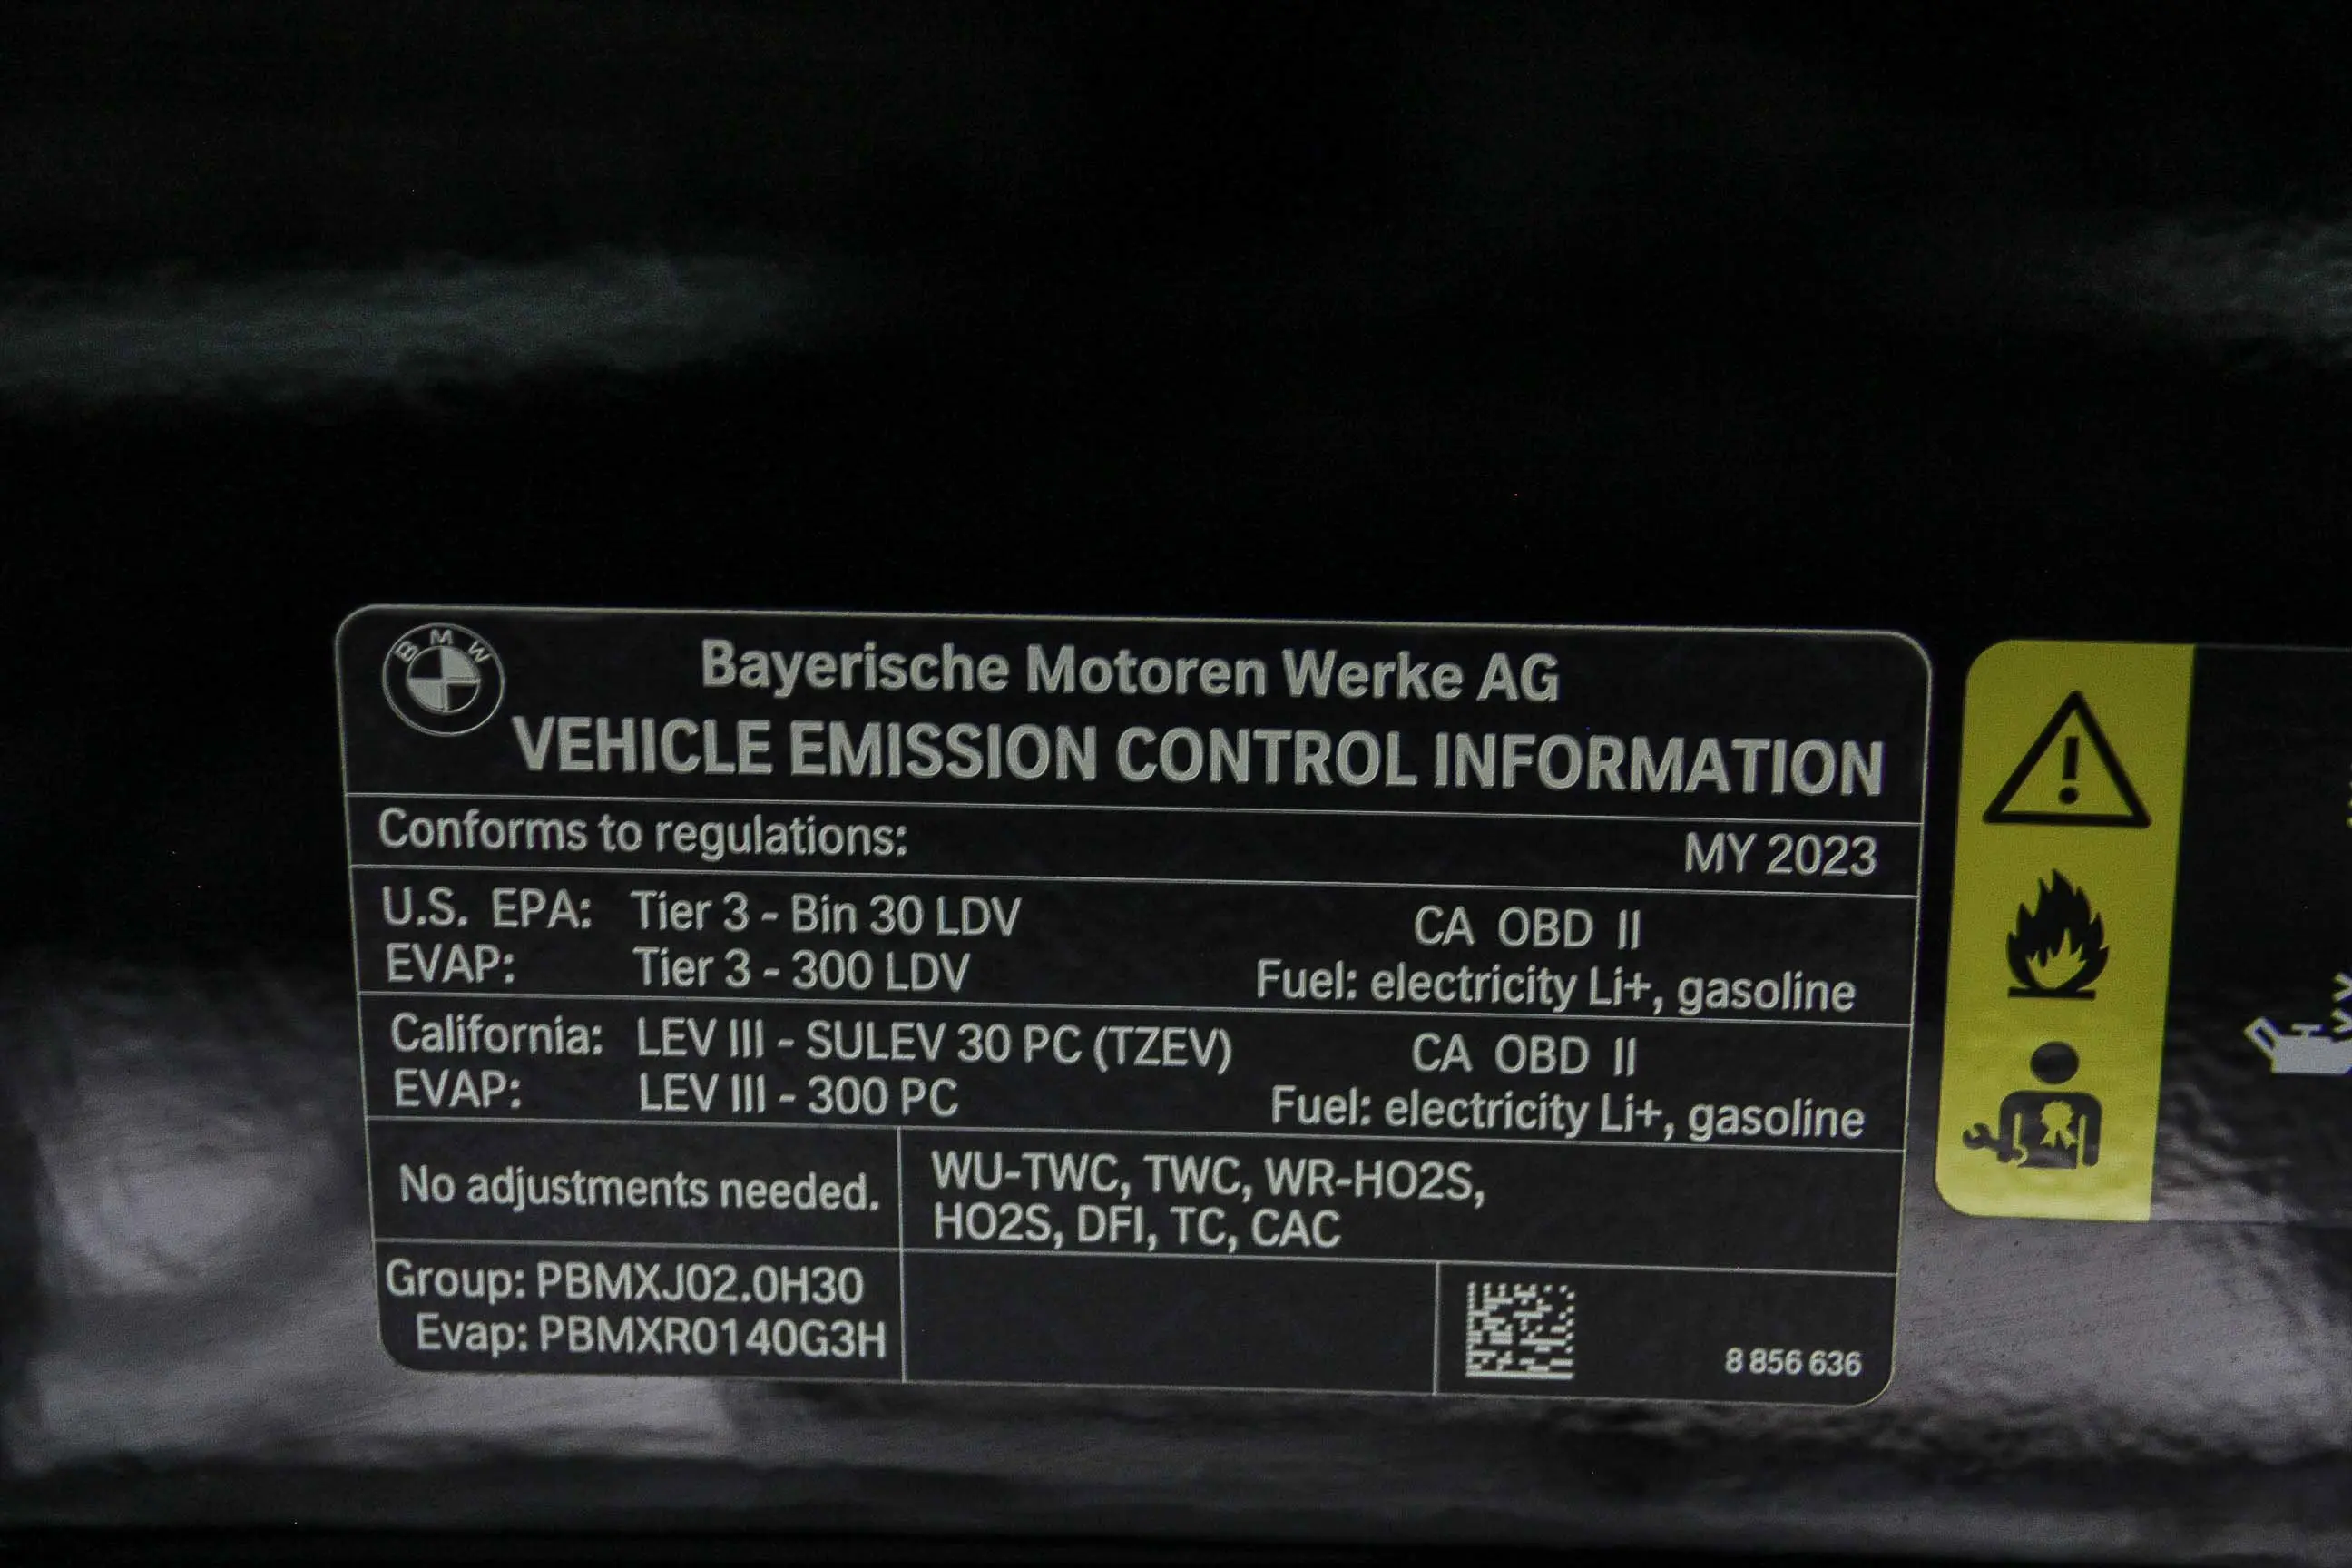 BMW
Bayerische Motoren Werke AG
VEHICLE EMISSION CONTROL INFORMATION
Conforms to regulations: MY 2023
U.S. EPA: Tier 3 - Bin 30 LDV CA OBD II
EVAP: Tier 3 - 300 LDV Fuel: electricity Li+, gasoline
California: LEV III - SULEV 30 PC (TZEV) CA OBD II
EVAP: LEV III - 300 PC Fuel: electricity Li+, gasoline
No adjustments needed.
WU-TWC, TWC, WR-HO2S,
HO2S, DFI, TC, CAC
Group: PBMXJ02.0H30
Evap: PBMXR0140G3H
8 856 636